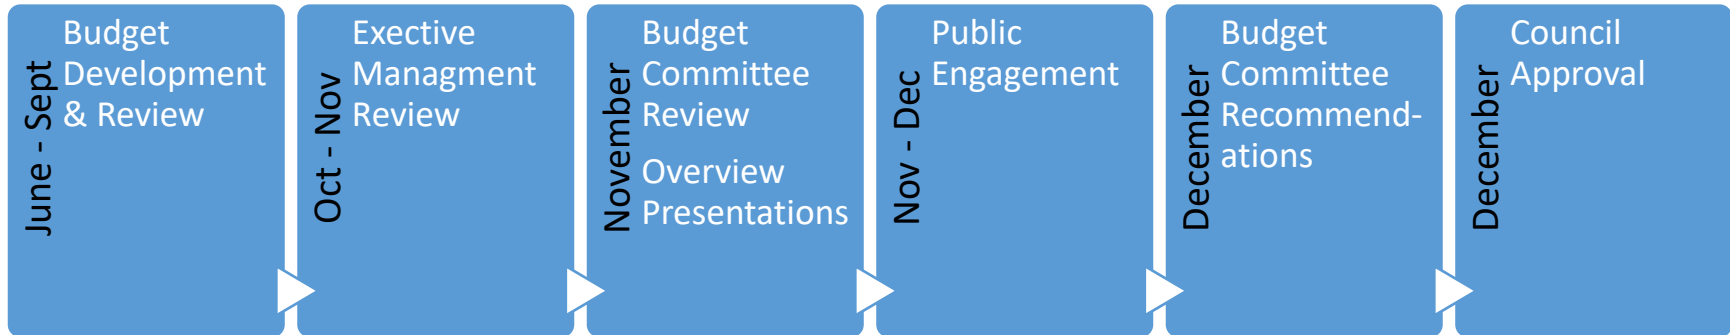 June - Sept
Budget
Development
& Review
Oct - Nov
Exective
Managment
Review
November
Budget
Committee
Review
Overview
Presentations
Nov - Dec
Public
Engagement
December
Budget
Committee
Recommend-
ations
December
Council
Approval